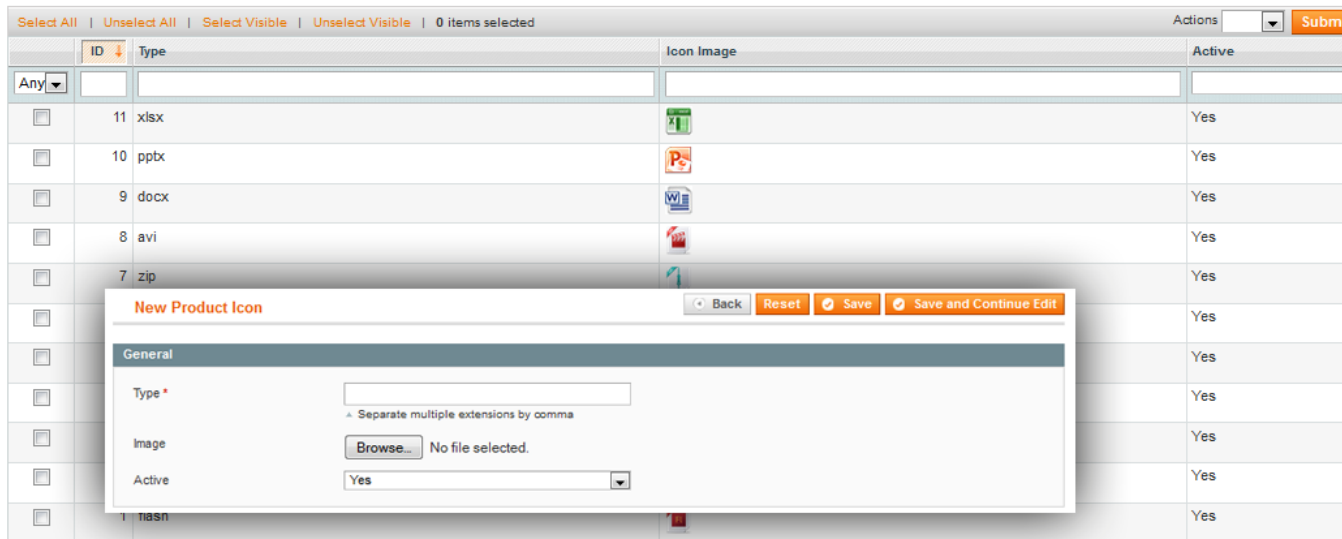 Select All | Unselect All | Select Visible | Unselect Visible | 0 items selected Actions Subm
ID Type Icon Image Active
Any
11 xlsx Yes
10 pptx Yes
9 docx Yes
8 avi Yes
7 zip Yes
New Product Icon Back Reset Save Save and Continue Edit
Yes
General
Yes
Type * 
Yes
Separate multiple extensions by comma
Image Browse... No file selected.
Yes
Active Yes
Yes
1 flash Yes